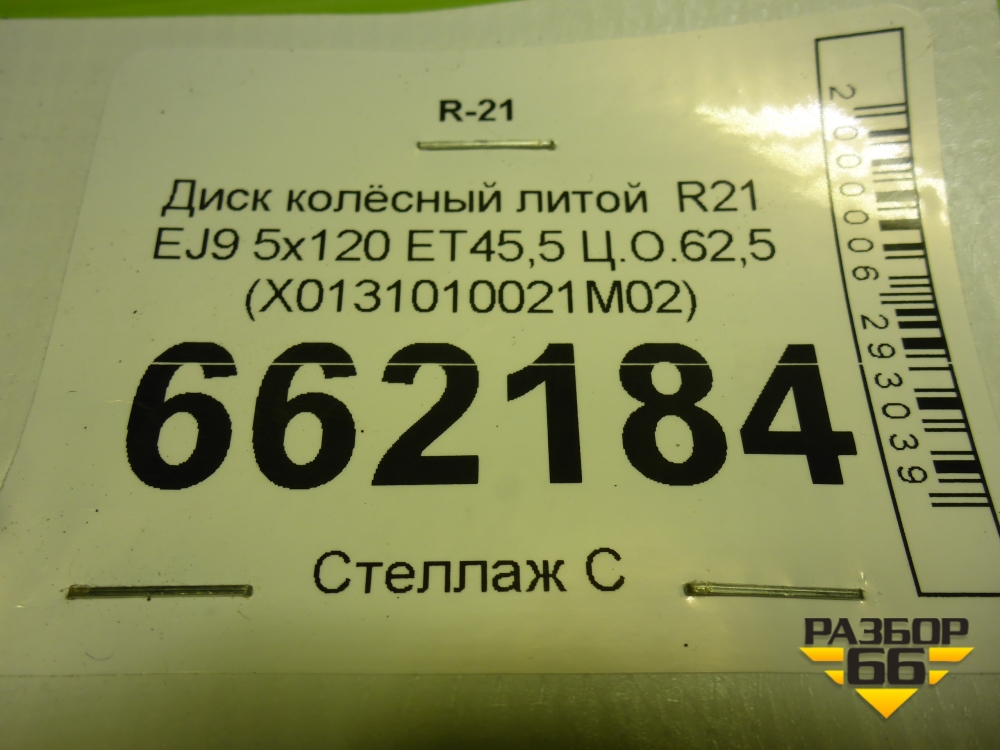 R-21
Диск колёсный литой R21
EJ9 5x120 ET45,5 Ц.О.62,5
(X0131010021M02)
662184
Стеллаж С
2000006293039
РАЗБОР
66